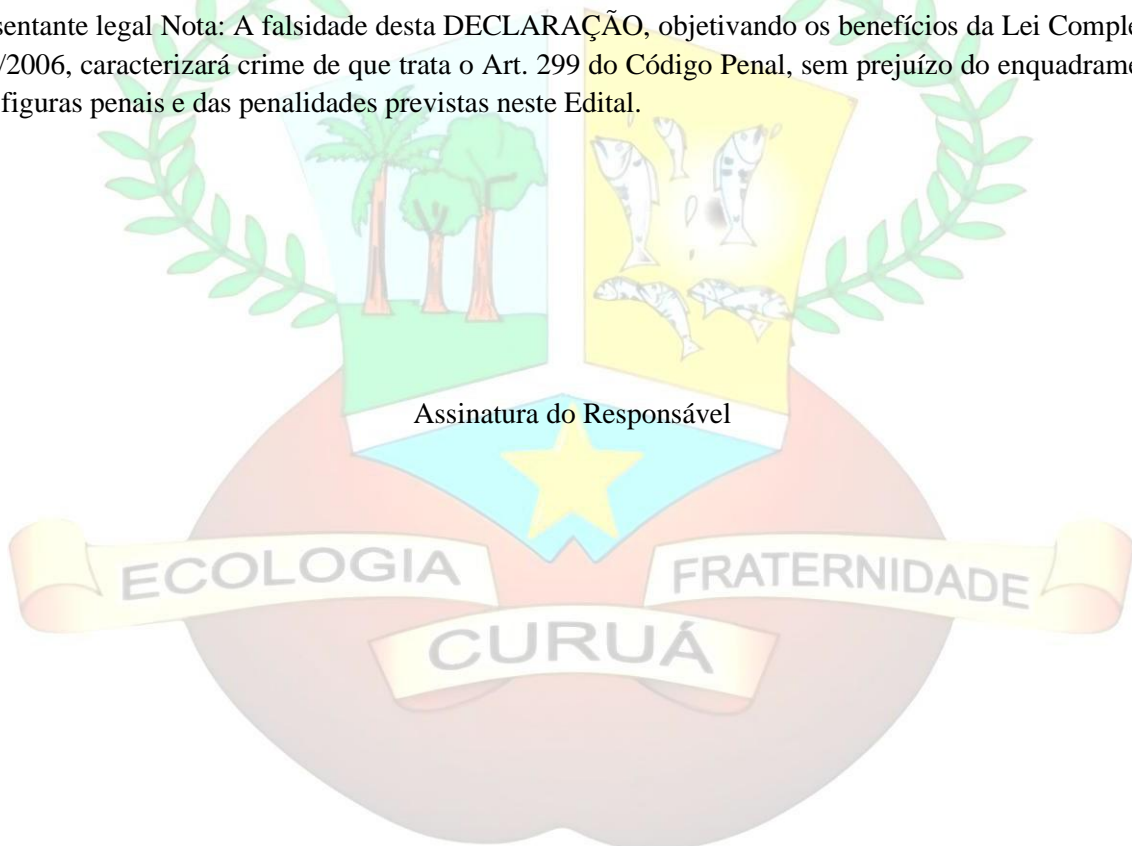 sentante legal Nota: A falsidade desta DECLARAÇÃO, objetivando os benefícios da Lei Comple
/2006, caracterizará crime de que trata o Art. 299 do Código Penal, sem prejuízo do enquadrame
figuras penais e das penalidades previstas neste Edital.
Assinatura do Responsável
ECOLOGIA
FRATERNIDADE
CURUÁ